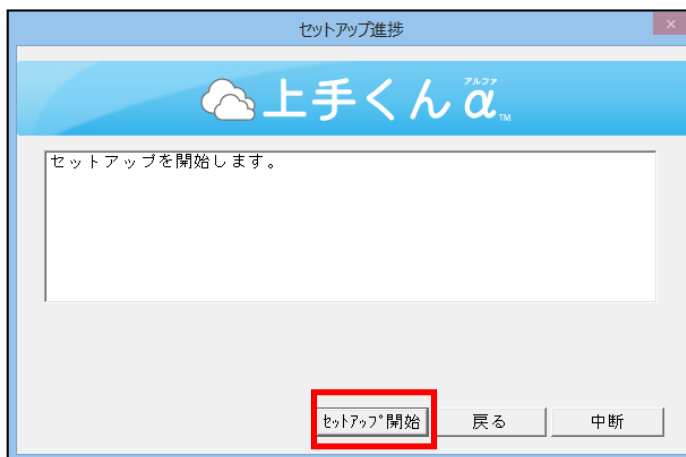 セットアップ進捗
上手くんα™
アルファ
セットアップを開始します。
ｾｯﾄｱｯﾌﾟ開始
戻る
中断